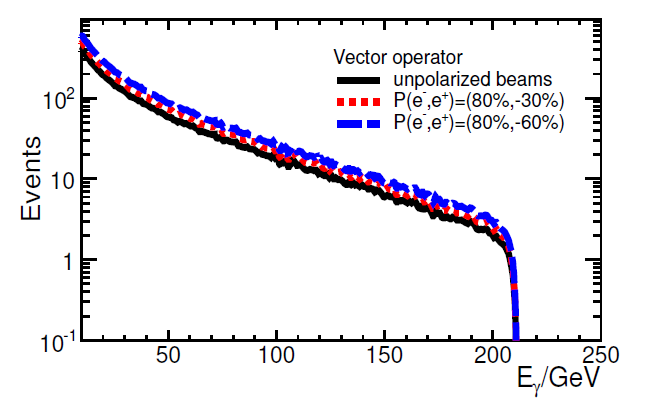 Vector operator
unpolarized beams
P(e⁻,e⁺)=(80%,-30%)
P(e⁻,e⁺)=(80%,-60%)
Events
10²
10
1
10⁻¹
50 100 150 200 250
Eᵧ/GeV